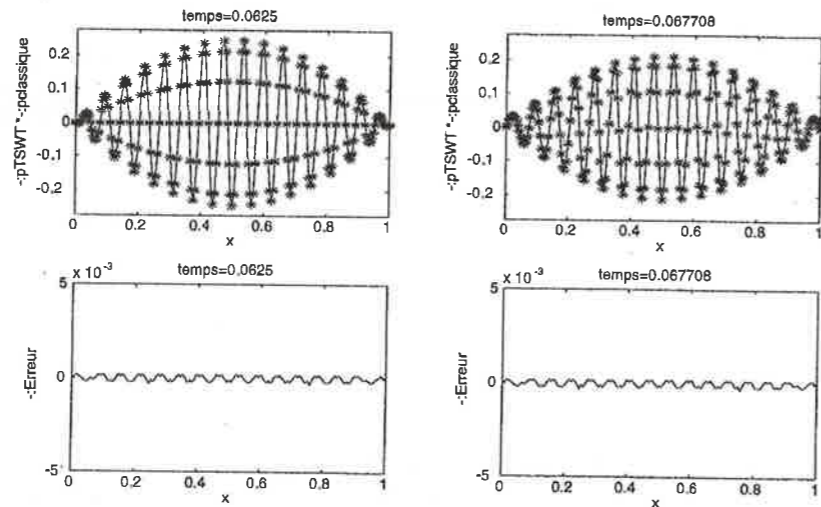 temps=0.0625
-:pTSWT *-:pclassique
0.2
0.1
0
-0.1
-0.2
0 0.2 0.4 0.6 0.8 1
x
temps=0.067708
-:pTSWT *-:pclassique
0.2
0.1
0
-0.1
-0.2
0 0.2 0.4 0.6 0.8 1
x
temps=0.0625
x 10⁻³
-:Erreur
5
0
-5
0 0.2 0.4 0.6 0.8 1
x
temps=0.067708
x 10⁻³
-:Erreur
5
0
-5
0 0.2 0.4 0.6 0.8 1
x